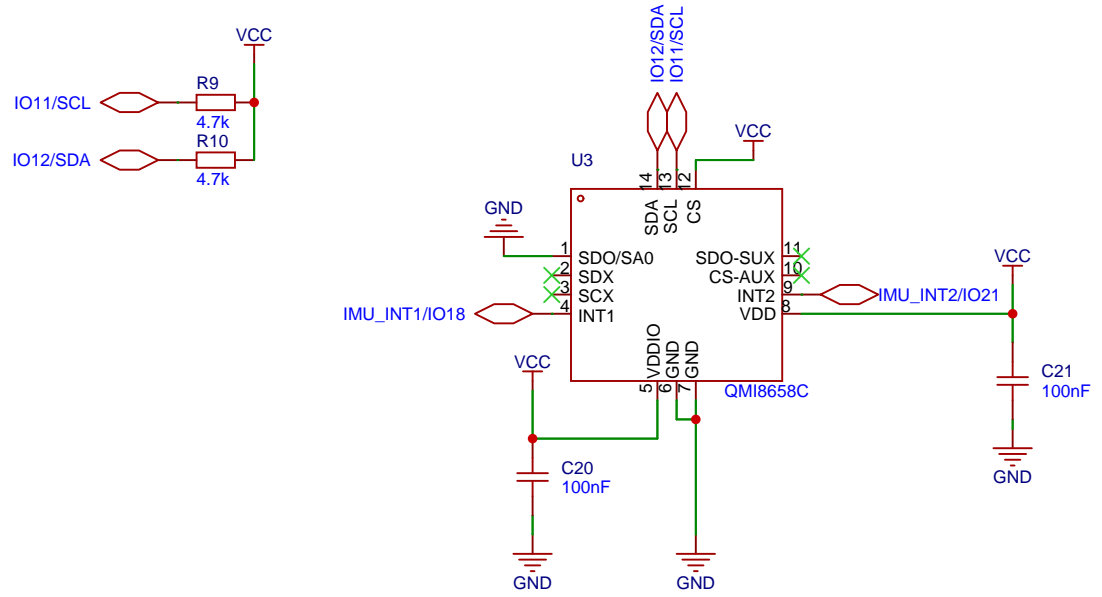 VCC
R9
IO11/SCL
4.7k
R10
IO12/SDA
4.7k
IO12/SDA
IO11/SCL
VCC
U3
14
13
12
SDA
SCL
CS
GND
1
SDO/SA0
2
SDX
3
SCX
IMU_INT1/IO18
4
INT1
SDO-SUX
11
CS-AUX
10
INT2
9
IMU_INT2/IO21
VDD
8
VCC
VDDIO
GND
GND
5
6
7
QMI8658C
VCC
C20
100nF
GND
GND
C21
100nF
GND